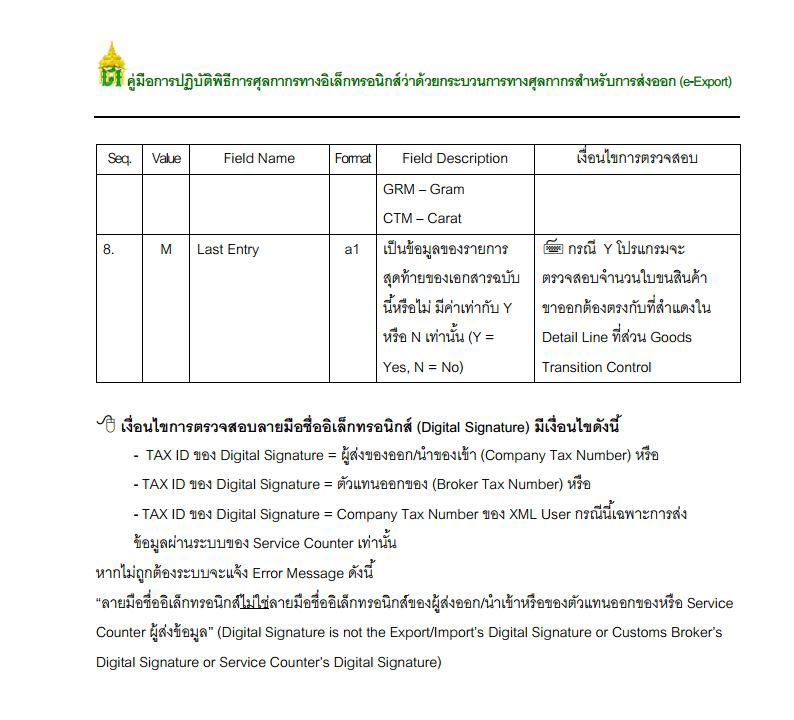 คู่มือการปฏิบัติพิธีการศุลกากรทางอิเล็กทรอนิกส์ว่าด้วยกระบวนการทางศุลกากรสำหรับการส่งออก (e-Export)
Seq. Value Field Name Format Field Description เงื่อนไขการตรวจสอบ
GRM – Gram
CTM – Carat
8. M Last Entry a1 เป็นข้อมูลของรายการ กรณี Y โปรแกรมจะ
สุดท้ายของเอกสารฉบับ ตรวจสอบจำนวนใบขนสินค้า
นี้หรือไม่ มีค่าเท่ากับ Y ขาออกต้องตรงกับที่สำแดงใน
หรือ N เท่านั้น (Y = Detail Line ที่ส่วน Goods
Yes, N = No) Transition Control
เงื่อนไขการตรวจสอบลายมือชื่ออิเล็กทรอนิกส์ (Digital Signature) มีเงื่อนไขดังนี้
- TAX ID ของ Digital Signature = ผู้ส่งของออก/นำของเข้า (Company Tax Number) หรือ
- TAX ID ของ Digital Signature = ตัวแทนออกของ (Broker Tax Number) หรือ
- TAX ID ของ Digital Signature = Company Tax Number ของ XML User กรณีนี้เฉพาะการส่ง
ข้อมูลผ่านระบบของ Service Counter เท่านั้น
หากไม่ถูกต้องระบบจะแจ้ง Error Message ดังนี้
“ลายมือชื่ออิเล็กทรอนิกส์ไม่ใช่ลายมือชื่ออิเล็กทรอนิกส์ของผู้ส่งออก/นำเข้าหรือของตัวแทนออกของหรือ Service
Counter ผู้ส่งข้อมูล” (Digital Signature is not the Export/Import’s Digital Signature or Customs Broker’s
Digital Signature or Service Counter’s Digital Signature)